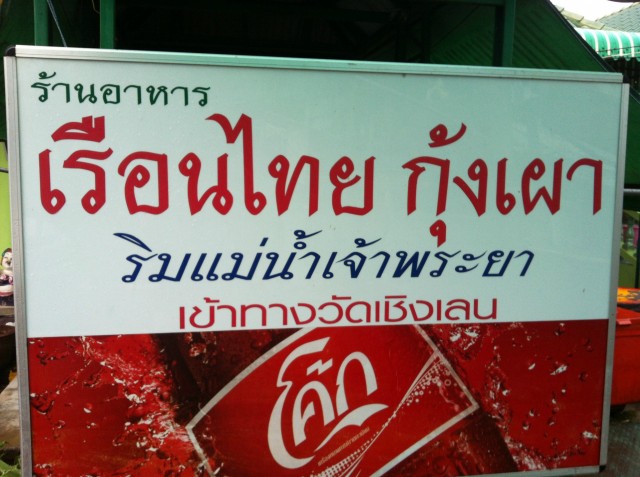 ร้านอาหาร
เรือนไทย กุ้งเผา
ริมแม่น้ำเจ้าพระยา
เข้าทางวัดเชิงเลน
โค้ก